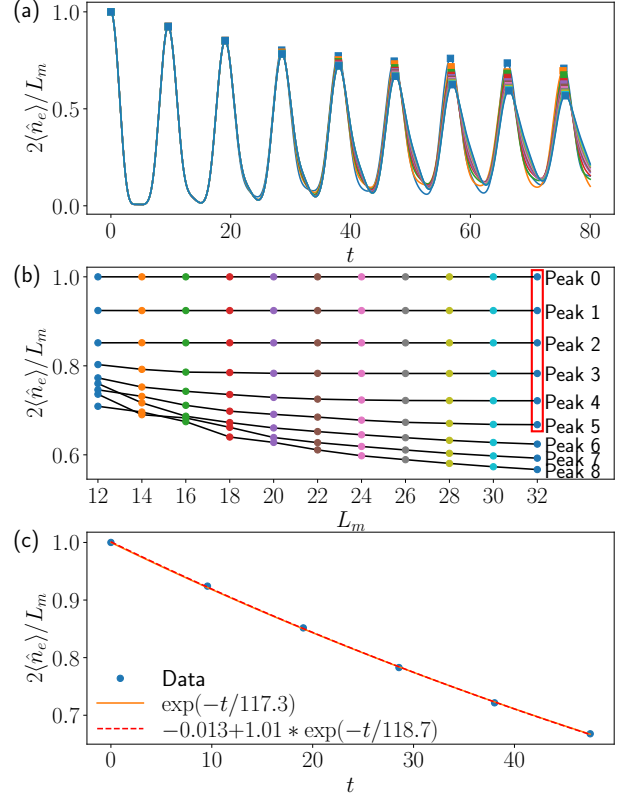 (a)
1.0
0.5
0.0
2⟨n̂_e⟩/L_m
0 20 40 60 80
t
(b)
1.0
0.8
0.6
2⟨n̂_e⟩/L_m
Peak 0
Peak 1
Peak 2
Peak 3
Peak 4
Peak 5
Peak 6
Peak 7
Peak 8
12 14 16 18 20 22 24 26 28 30 32
L_m
(c)
1.0
0.9
0.8
0.7
2⟨n̂_e⟩/L_m
Data
exp(−t/117.3)
−0.013+1.01 * exp(−t/118.7)
0 10 20 30 40
t